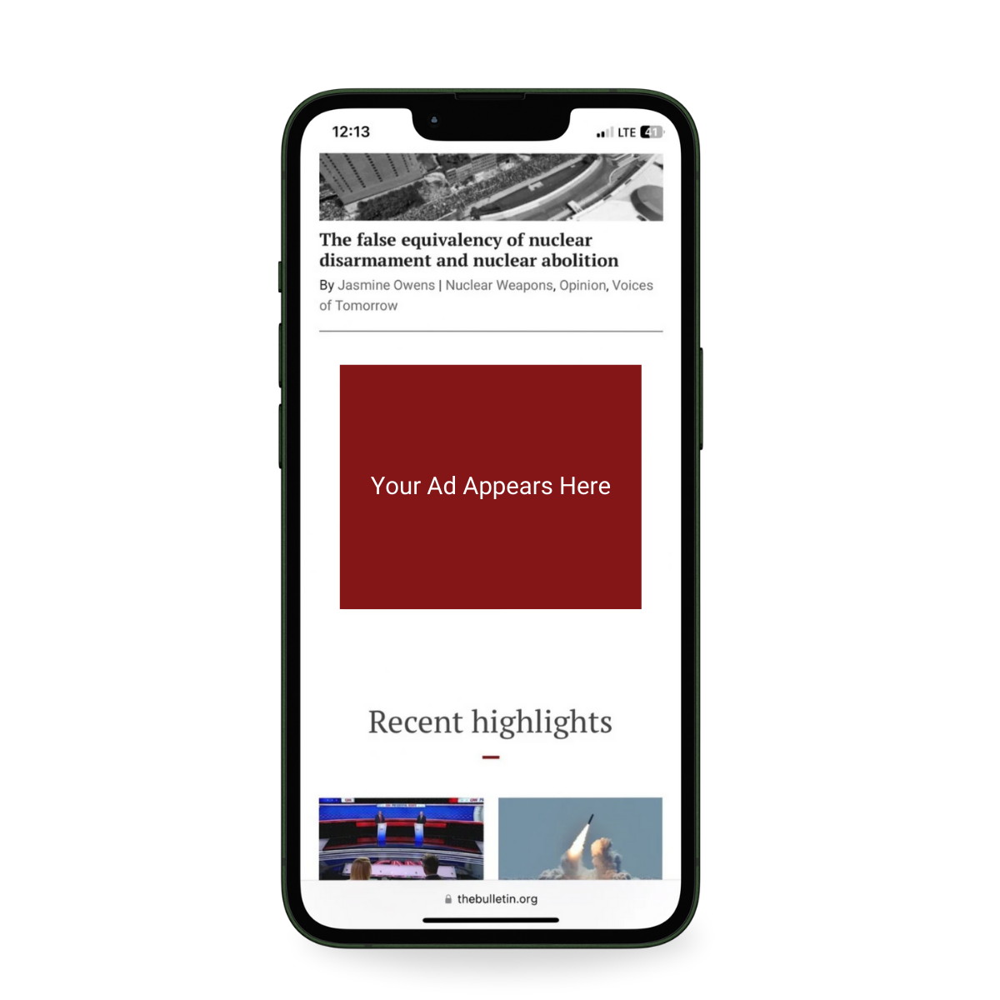 12:13
LTE 41
The false equivalency of nuclear
disarmament and nuclear abolition
By Jasmine Owens | Nuclear Weapons, Opinion, Voices
of Tomorrow
Your Ad Appears Here
Recent highlights
thebulletin.org